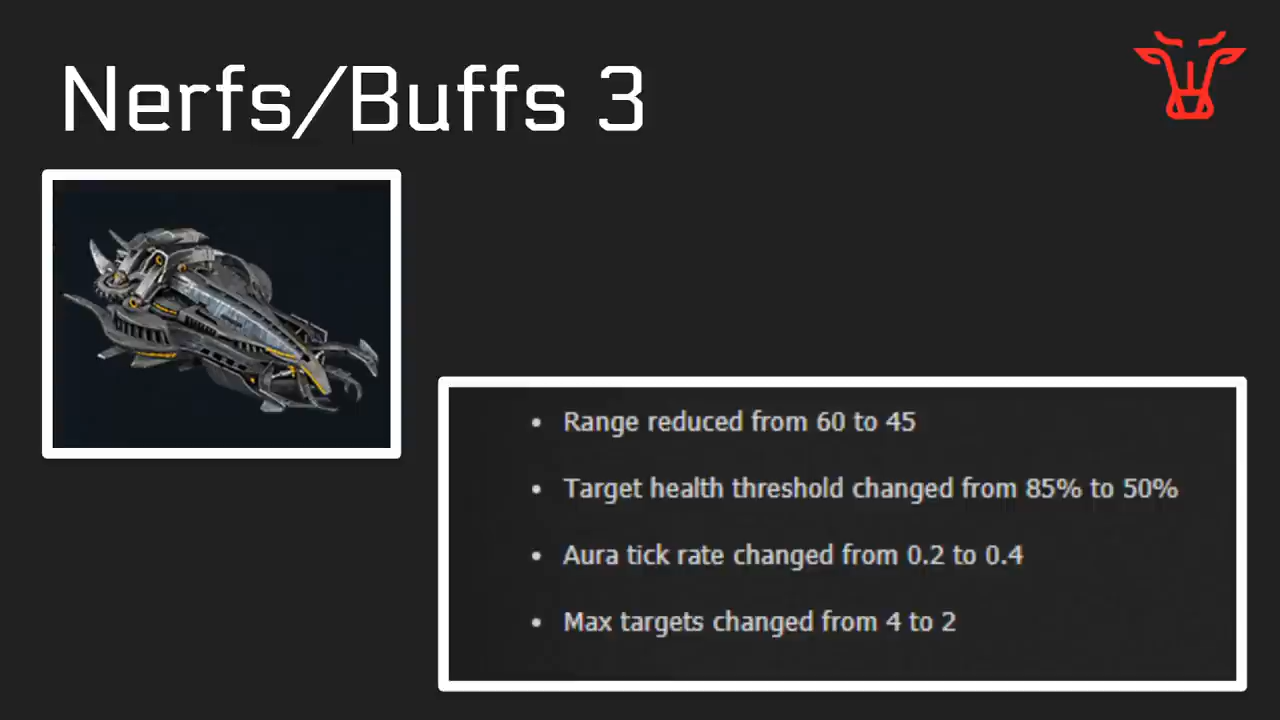 Nerfs/Buffs 3
• Range reduced from 60 to 45
• Target health threshold changed from 85% to 50%
• Aura tick rate changed from 0.2 to 0.4
• Max targets changed from 4 to 2